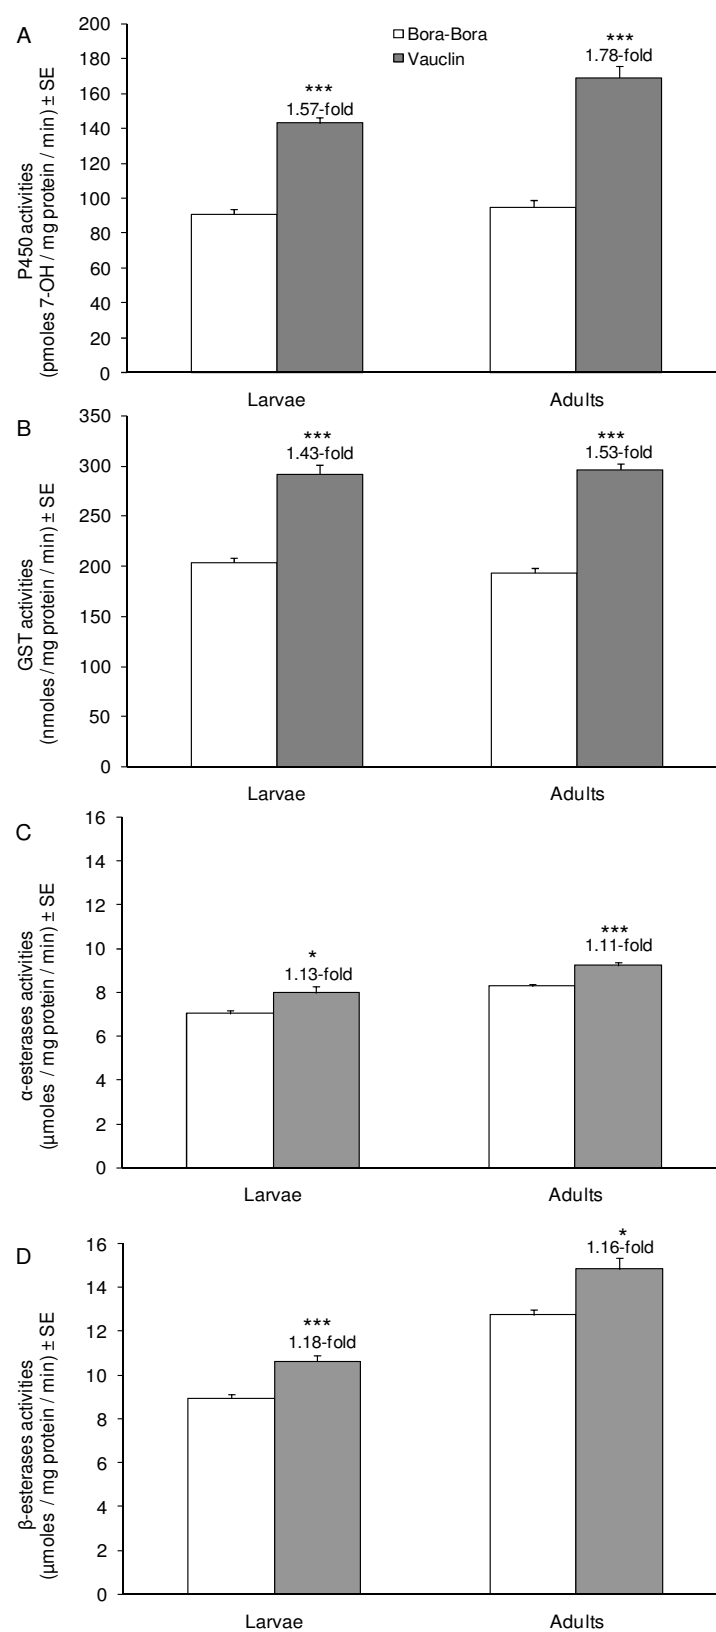 A
P450 activities
(pmoles 7-OH / mg protein / min) ± SE
200
180
160
140
120
100
80
60
40
20
0
Bora-Bora
Vauclin
***
1.57-fold
***
1.78-fold
Larvae
Adults
B
GST activities
(nmoles / mg protein / min) ± SE
350
300
250
200
150
100
50
0
***
1.43-fold
***
1.53-fold
Larvae
Adults
C
α-esterases activities
(µmoles / mg protein / min) ± SE
16
14
12
10
8
6
4
2
0
*
1.13-fold
***
1.11-fold
Larvae
Adults
D
β-esterases activities
(µmoles / mg protein / min) ± SE
16
14
12
10
8
6
4
2
0
***
1.18-fold
*
1.16-fold
Larvae
Adults